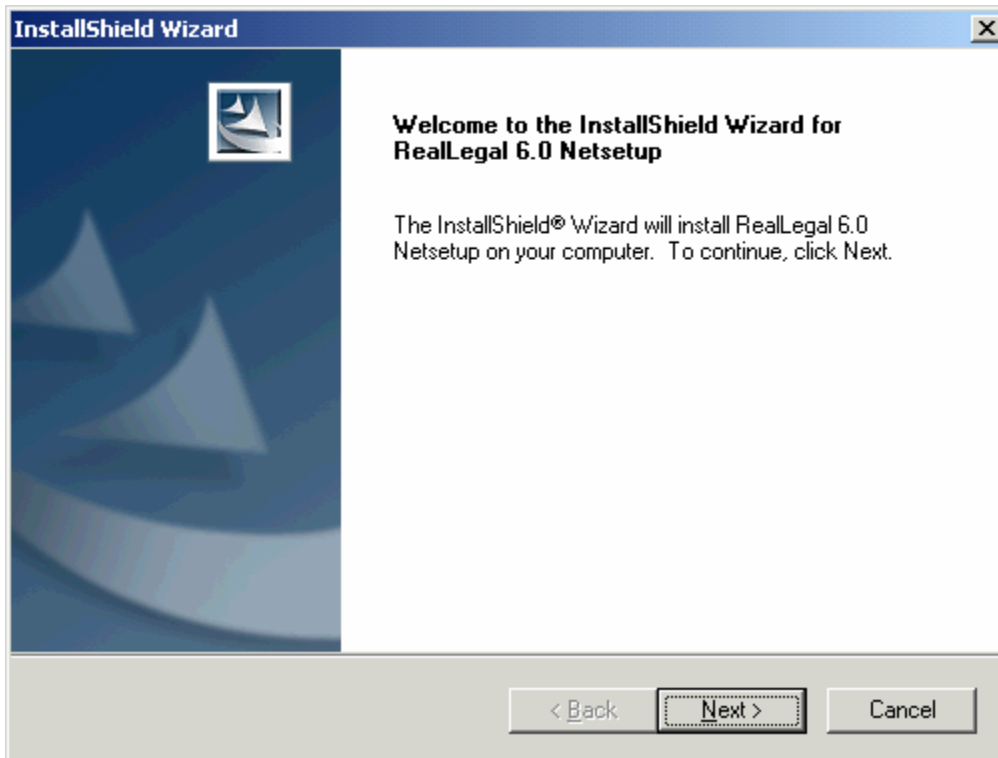 InstallShield Wizard
Welcome to the InstallShield Wizard for
RealLegal 6.0 Netsetup
The InstallShield® Wizard will install RealLegal 6.0
Netsetup on your computer.  To continue, click Next.
< Back
Next >
Cancel